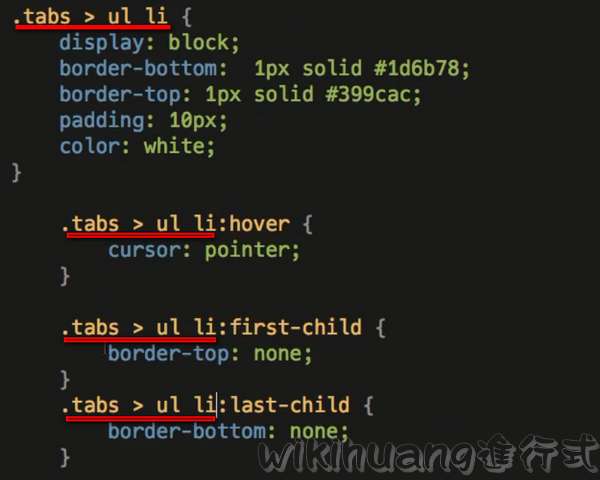 .tabs > ul li {
display: block;
border-bottom:  1px solid #1d6b78;
border-top: 1px solid #399cac;
padding: 10px;
color: white;
}
.tabs > ul li:hover {
cursor: pointer;
}
.tabs > ul li:first-child {
border-top: none;
}
.tabs > ul li:last-child {
border-bottom: none;
}
wikihuang進行式